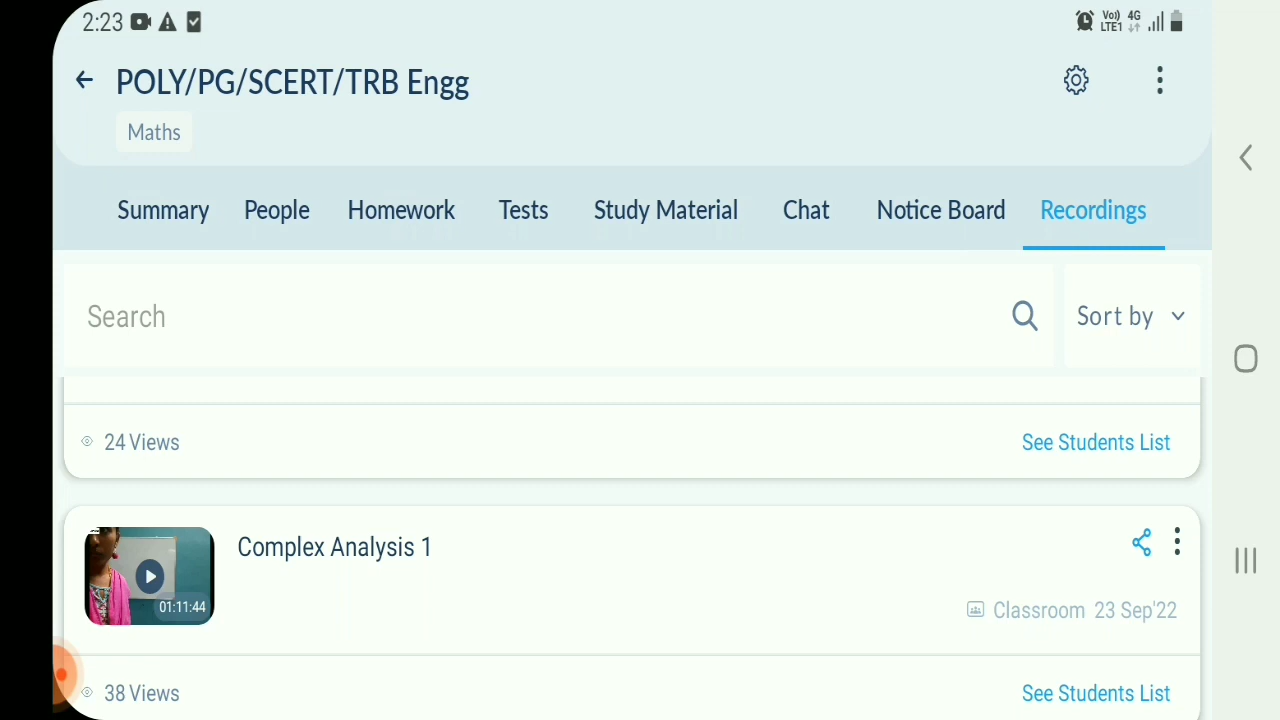 2:23
Vo)) 4G
LTE1
POLY/PG/SCERT/TRB Engg
Maths
Summary People Homework Tests Study Material Chat Notice Board Recordings
Search Sort by
24 Views See Students List
Complex Analysis 1
01:11:44
Classroom 23 Sep'22
38 Views See Students List